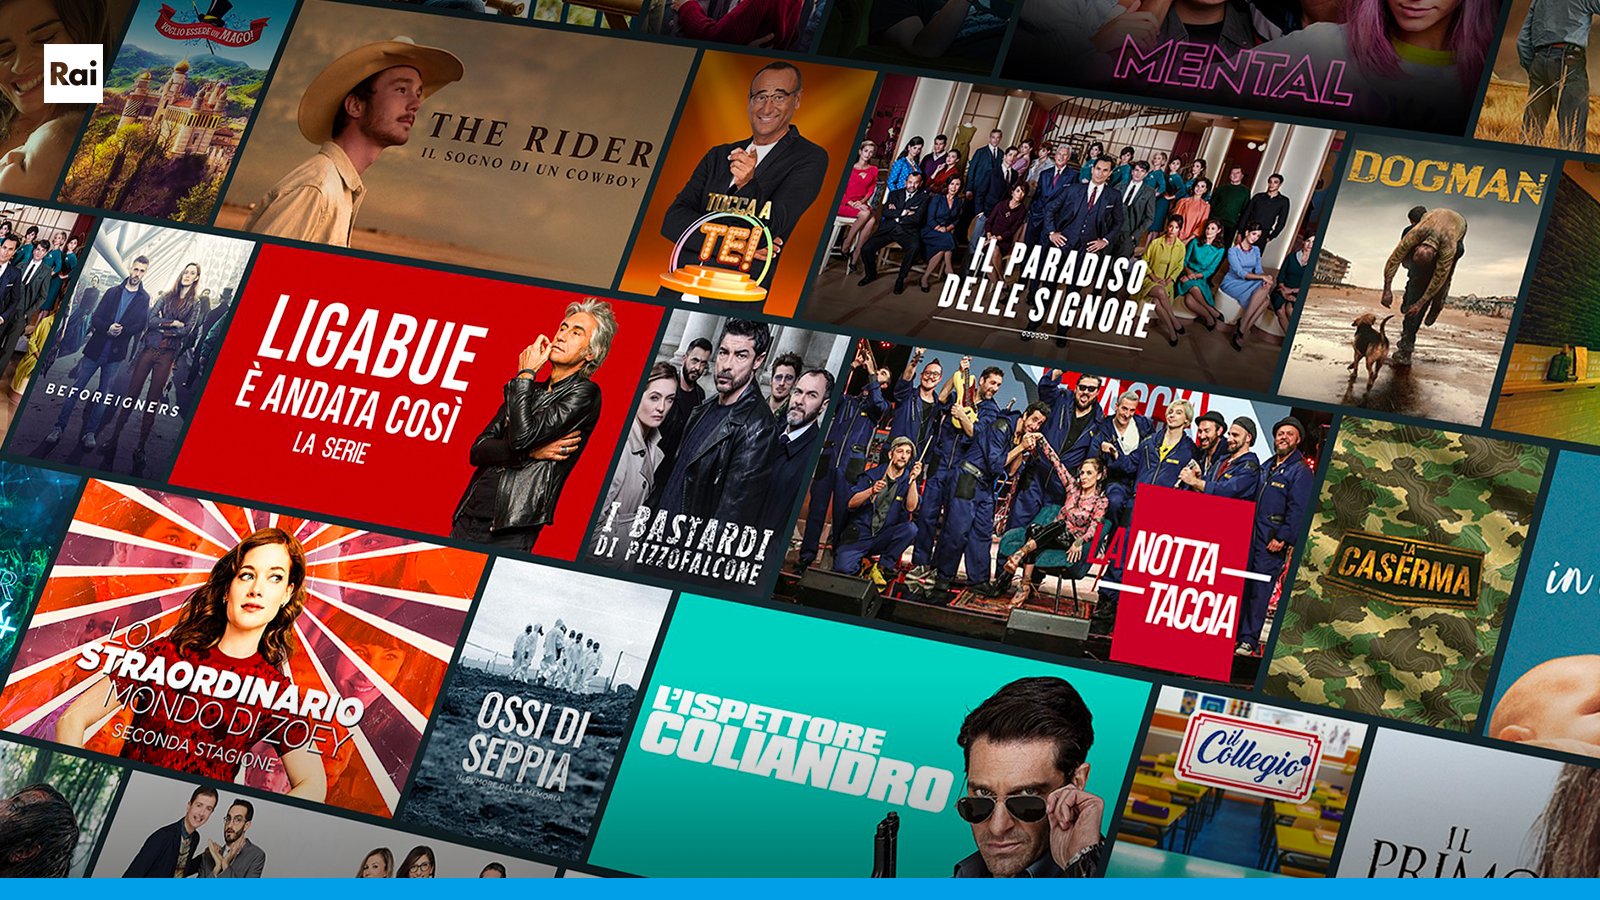 Rai
VOGLIO ESSERE UN MAGO!
THE RIDER
IL SOGNO DI UN COWBOY
TOCCA A
TE!
IL PARADISO
DELLE SIGNORE
MENTAL
DOGMAN
BEFOREIGNERS
LIGABUE
È ANDATA COSÌ
LA SERIE
I BASTARDI
DI PIZZOFALCONE
LA NOTTA—
—TACCIA
LA
CASERMA
in
LO
STRAORDINARIO
MONDO DI ZOEY
SECONDA STAGIONE
OSSI DI
SEPPIA
IL RUMORE DELLA MEMORIA
L'ISPETTORE
COLIANDRO
il
Collegio
IL
PRIMO